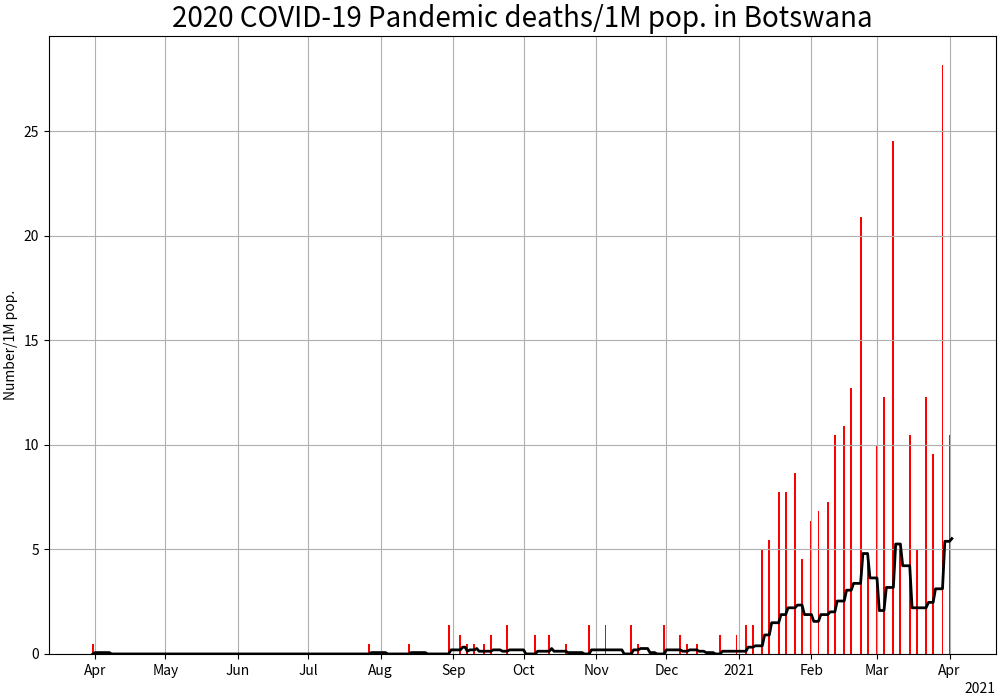 2020 COVID-19 Pandemic deaths/1M pop. in Botswana
Number/1M pop.
25
20
15
10
5
0
Apr May Jun Jul Aug Sep Oct Nov Dec 2021 Feb Mar Apr
2021